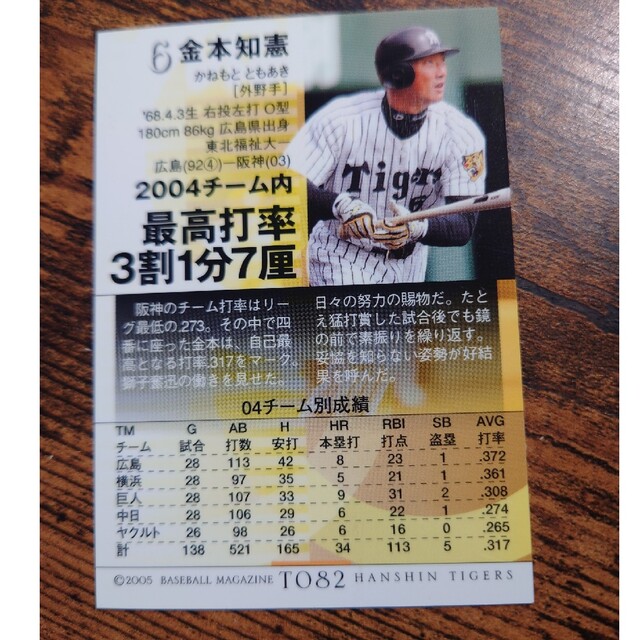 6 金本知憲
かねもと ともあき
[外野手]
'68.4.3生 右投左打 O型
180cm 86kg 広島県出身
東北福祉大ー
広島(92④)ー阪神(03)
2004チーム内
最高打率
3割1分7厘
Tigers
6
阪神のチーム打率はリー
グ最低の.273。その中で四
番に座った金本は、自己最
高となる打率.317をマーク。
獅子奮迅の働きを見せた。
日々の努力の賜物だ。たと
え猛打賞した試合後でも鏡
の前で素振りを繰り返す。
妥協を知らない姿勢が好結
果を呼んだ。
04チーム別成績
TM G AB H HR RBI SB AVG
チーム 試合 打数 安打 本塁打 打点 盗塁 打率
広島 28 113 42 8 23 1 .372
横浜 28 97 35 5 21 1 .361
巨人 28 107 33 9 31 2 .308
中日 28 106 29 6 22 1 .274
ヤクルト 26 98 26 6 16 0 .265
計 138 521 165 34 113 5 .317
©2005 BASEBALL MAGAZINE TO82 HANSHIN TIGERS